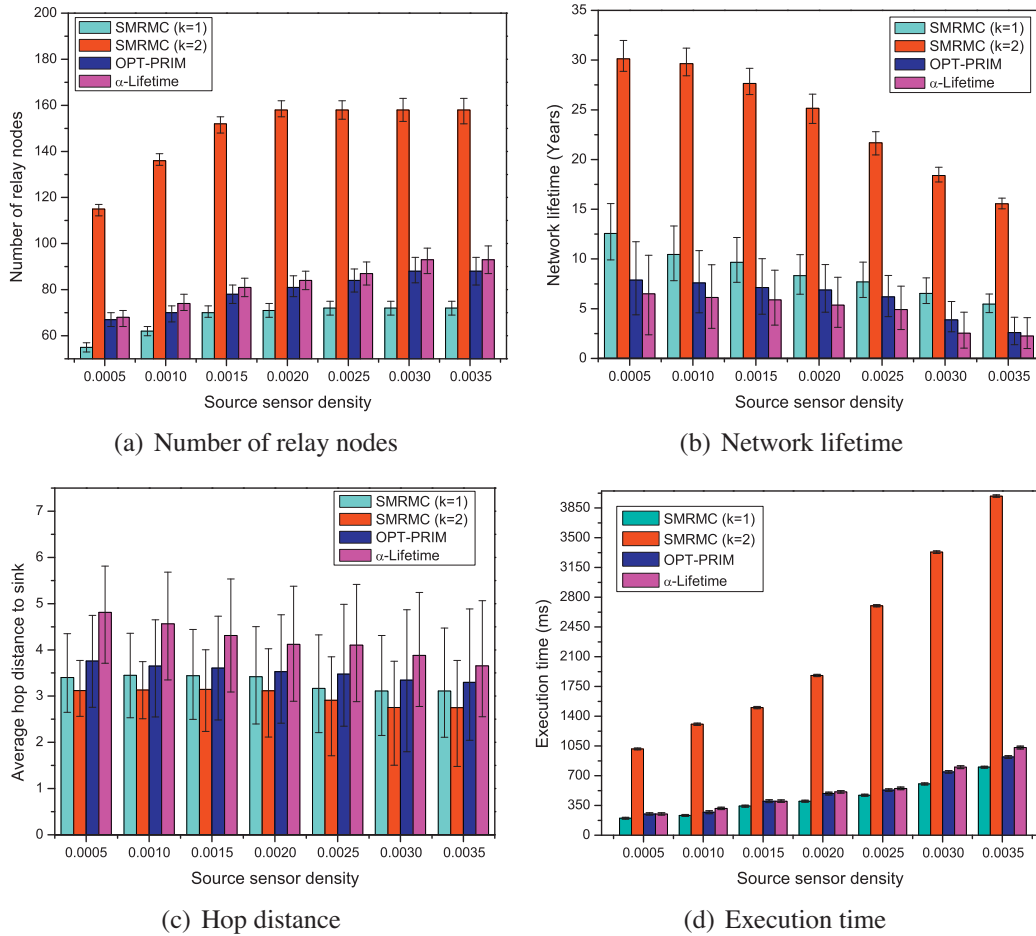 200
180
160
140
120
100
80
60
Number of relay nodes
SMRMC (k=1)
SMRMC (k=2)
OPT-PRIM
α-Lifetime
0.0005 0.0010 0.0015 0.0020 0.0025 0.0030 0.0035
Source sensor density
(a) Number of relay nodes
35
30
25
20
15
10
5
0
Network lifetime (Years)
SMRMC (k=1)
SMRMC (k=2)
OPT-PRIM
α-Lifetime
0.0005 0.0010 0.0015 0.0020 0.0025 0.0030 0.0035
Source sensor density
(b) Network lifetime
7
6
5
4
3
2
1
0
Average hop distance to sink
SMRMC (k=1)
SMRMC (k=2)
OPT-PRIM
α-Lifetime
0.0005 0.0010 0.0015 0.0020 0.0025 0.0030 0.0035
Source sensor density
(c) Hop distance
3850
3500
3150
2800
2450
2100
1750
1400
1050
700
350
0
Execution time (ms)
SMRMC (k=1)
SMRMC (k=2)
OPT-PRIM
α-Lifetime
0.0005 0.0010 0.0015 0.0020 0.0025 0.0030 0.0035
Source sensor density
(d) Execution time